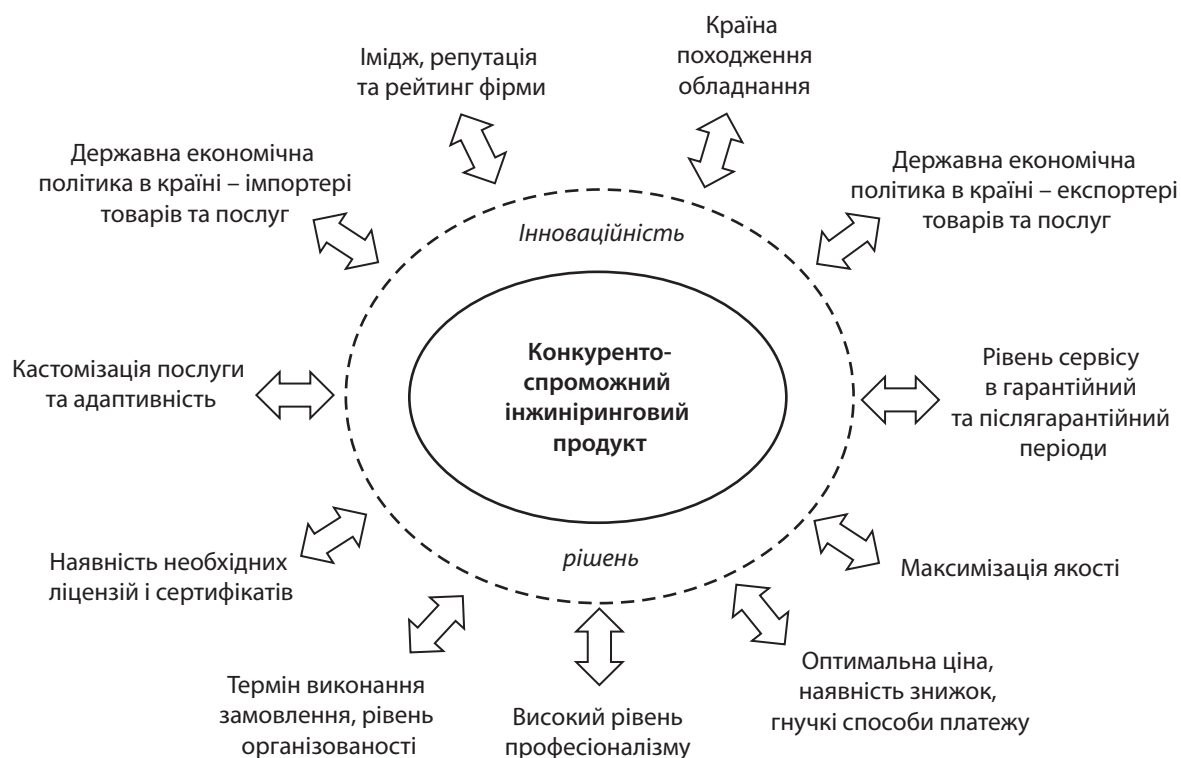 Країна
походження
обладнання
Імідж, репутація
та рейтинг фірми
Державна економічна
політика в країні – імпортері
товарів та послуг
Державна економічна
політика в країні – експортері
товарів та послуг
Інноваційність
Конкуренто-
спроможний
інжиніринговий
продукт
рішень
Кастомізація послуги
та адаптивність
Рівень сервісу
в гарантійний
та післягарантійний
періоди
Наявність необхідних
ліцензій і сертифікатів
Максимізація якості
Термін виконання
замовлення, рівень
організованості
Високий рівень
професіоналізму
Оптимальна ціна,
наявність знижок,
гнучкі способи платежу